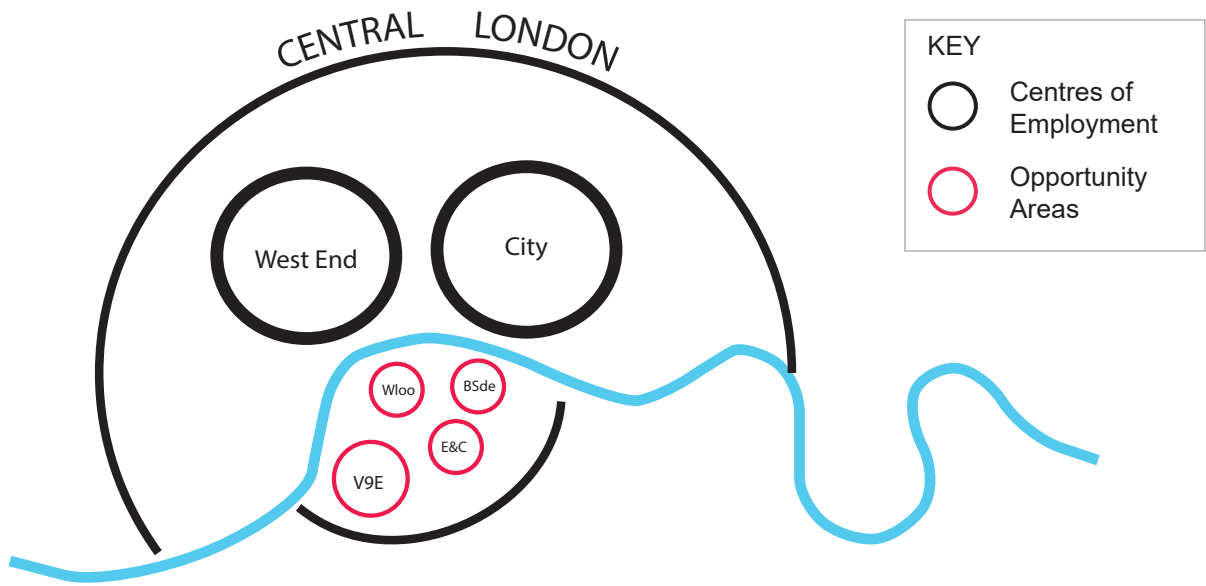 CENTRAL LONDON
West End
City
Wloo
BSde
E&C
V9E
KEY
Centres of
Employment
Opportunity
Areas